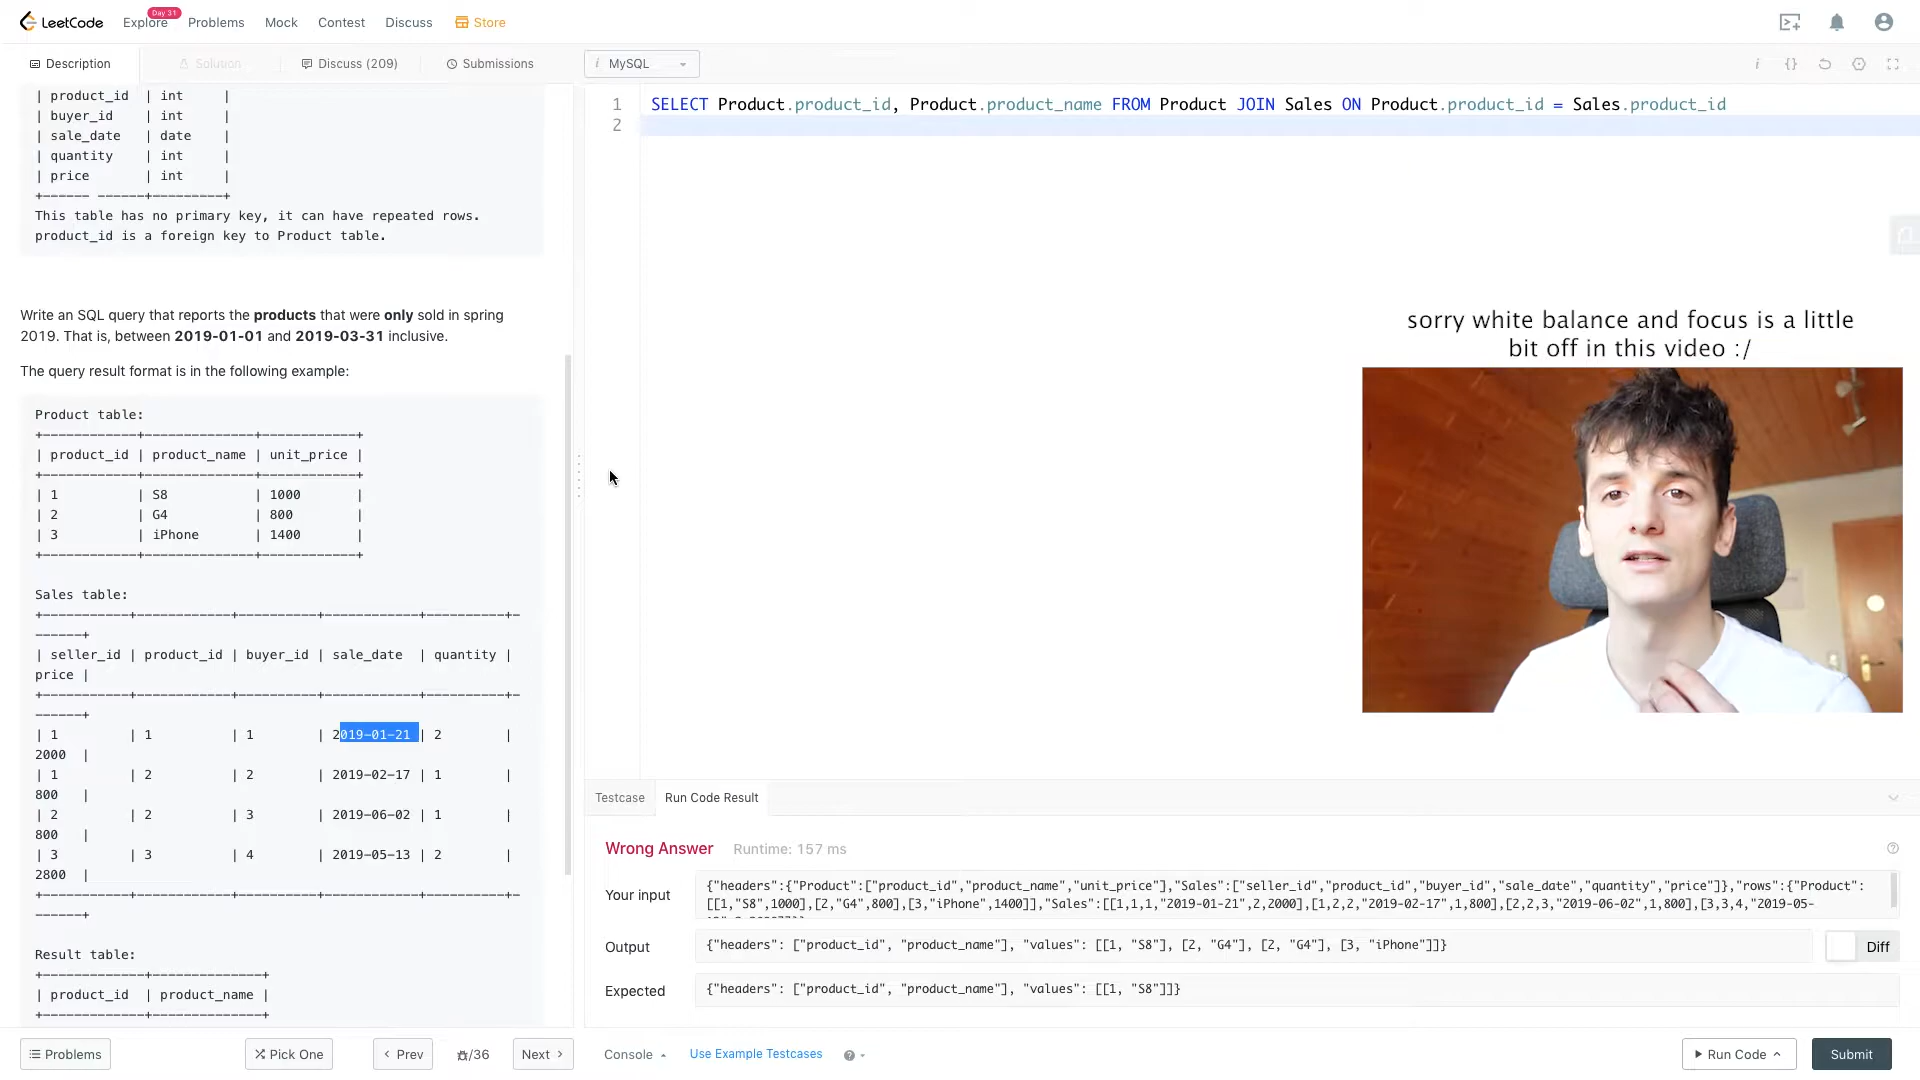 LeetCode
Explore
Day 31
Problems
Mock
Contest
Discuss
Store
Description
Solution
Discuss (209)
Submissions
i MySQL
i {}
| product_id | int |
| buyer_id | int |
| sale_date | date |
| quantity | int |
| price | int |
+------ ------+---------+
This table has no primary key, it can have repeated rows.
product_id is a foreign key to Product table.
Write an SQL query that reports the products that were only sold in spring
2019. That is, between 2019-01-01 and 2019-03-31 inclusive.
The query result format is in the following example:
Product table:
+------------+--------------+------------+
| product_id | product_name | unit_price |
+------------+--------------+------------+
| 1 | S8 | 1000 |
| 2 | G4 | 800 |
| 3 | iPhone | 1400 |
+------------+--------------+------------+
Sales table:
+-----------+------------+----------+------------+----------+-
------+
| seller_id | product_id | buyer_id | sale_date | quantity |
price |
+-----------+------------+----------+------------+----------+-
------+
| 1 | 1 | 1 | 2019-01-21 | 2 |
2000 |
| 1 | 2 | 2 | 2019-02-17 | 1 |
800 |
| 2 | 2 | 3 | 2019-06-02 | 1 |
800 |
| 3 | 3 | 4 | 2019-05-13 | 2 |
2800 |
+-----------+------------+----------+------------+----------+-
------+
Result table:
+-------------+--------------+
| product_id | product_name |
+-------------+--------------+
Problems
Pick One
Prev
/36
Next
1 SELECT Product.product_id, Product.product_name FROM Product JOIN Sales ON Product.product_id = Sales.product_id
2
sorry white balance and focus is a little
bit off in this video :/
Testcase
Run Code Result
Wrong Answer
Runtime: 157 ms
Your input
{"headers":{"Product":["product_id","product_name","unit_price"],"Sales":["seller_id","product_id","buyer_id","sale_date","quantity","price"]},"rows":{"Product":
[[1,"S8",1000],[2,"G4",800],[3,"iPhone",1400]],"Sales":[[1,1,1,"2019-01-21",2,2000],[1,2,2,"2019-02-17",1,800],[2,2,3,"2019-06-02",1,800],[3,3,4,"2019-05-
Output
{"headers": ["product_id", "product_name"], "values": [[1, "S8"], [2, "G4"], [2, "G4"], [3, "iPhone"]]}
Diff
Expected
{"headers": ["product_id", "product_name"], "values": [[1, "S8"]]}
Console
Use Example Testcases
?
Run Code
Submit